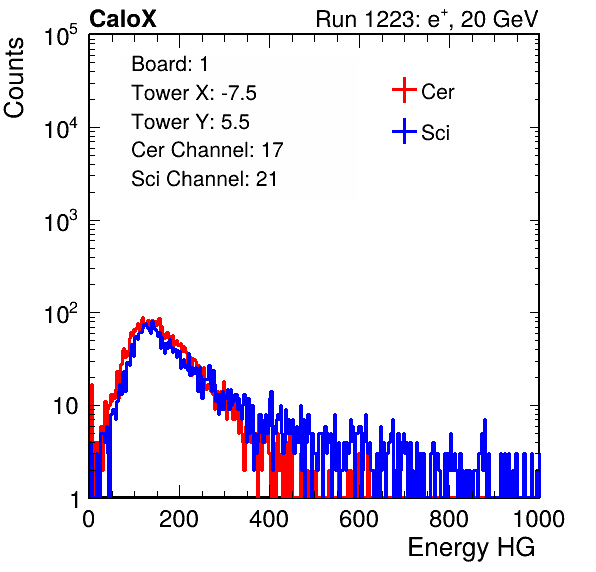 CaloX Run 1223: e⁺, 20 GeV
Counts
Board: 1
Tower X: -7.5
Tower Y: 5.5
Cer Channel: 17
Sci Channel: 21
Cer
Sci
10⁵
10⁴
10³
10²
10
1
0 200 400 600 800 1000
Energy HG